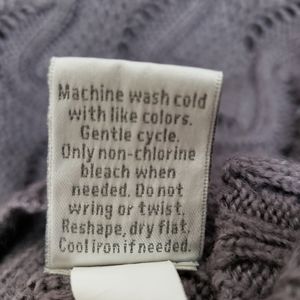 Machine wash cold
with like colors.
Gentle cycle.
Only non-chlorine
bleach when
needed. Do not
wring or twist.
Reshape, dry flat.
Cool iron if needed.